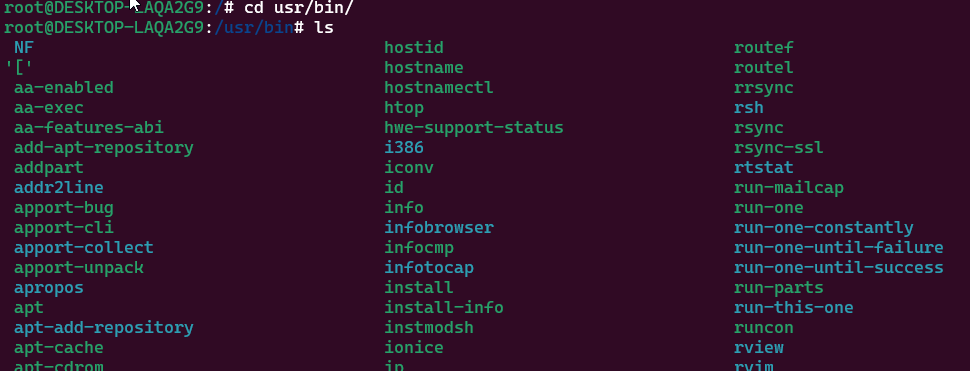 root@DESKTOP-LAQA2G9:/# cd usr/bin/
root@DESKTOP-LAQA2G9:/usr/bin# ls
NF hostid routef
'[' hostname routel
aa-enabled hostnamectl rrsync
aa-exec htop rsh
aa-features-abi hwe-support-status rsync
add-apt-repository i386 rsync-ssl
addpart iconv rtstat
addr2line id run-mailcap
apport-bug info run-one
apport-cli infobrowser run-one-constantly
apport-collect infocmp run-one-until-failure
apport-unpack infotocap run-one-until-success
apropos install run-parts
apt install-info run-this-one
apt-add-repository instmodsh runcon
apt-cache ionice rview
apt-cdrom ip rvim